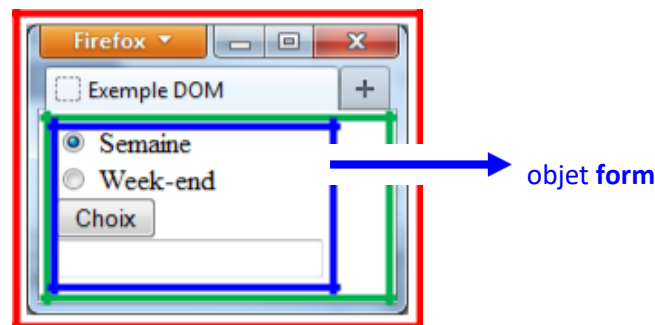 Firefox
Exemple DOM
Semaine
Week-end
Choix
objet form